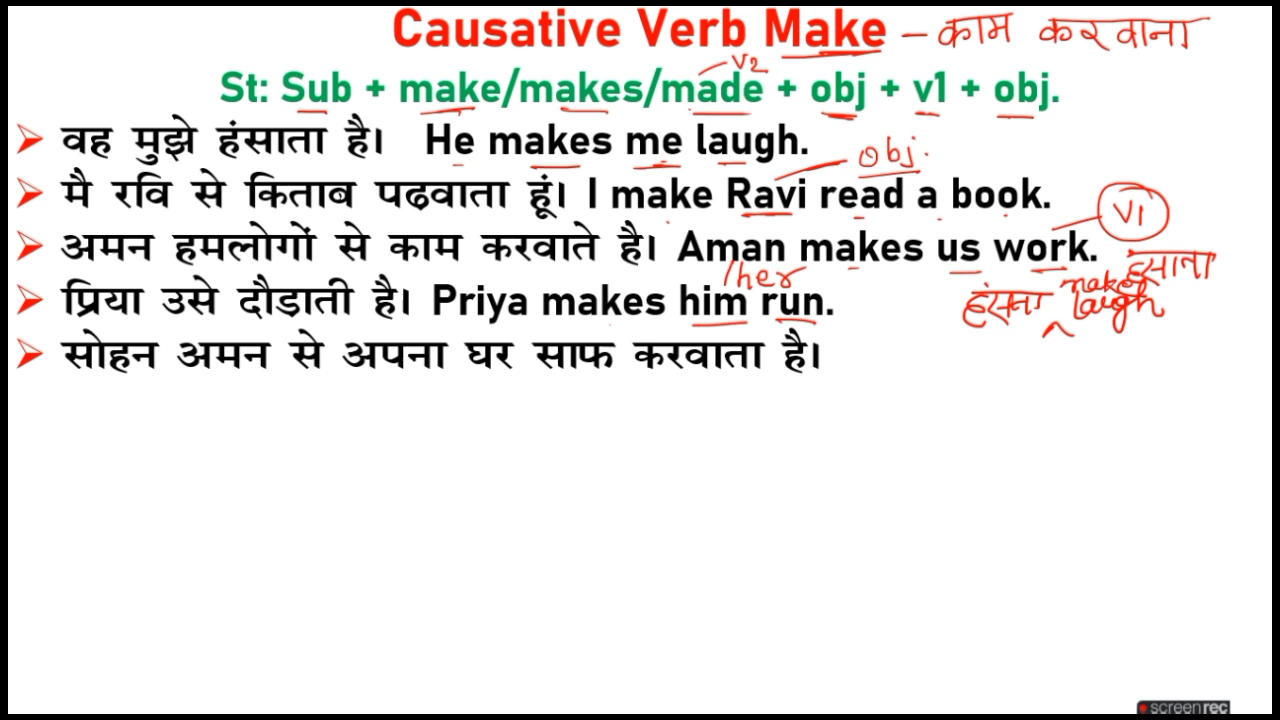 Causative Verb Make – काम करवाना
V2
St: Sub + make/makes/made + obj + v1 + obj.
➤ वह मुझे हंसाता है। He makes me laugh.
obj.
➤ मै रवि से किताब पढवाता हूं। I make Ravi read a book.
V1
➤ अमन हमलोगों से काम करवाते है। Aman makes us work.
/her
हंसाना
make
➤ प्रिया उसे दौडाती है। Priya makes him run.
हंसना laugh
➤ सोहन अमन से अपना घर साफ करवाता है।
screenrec